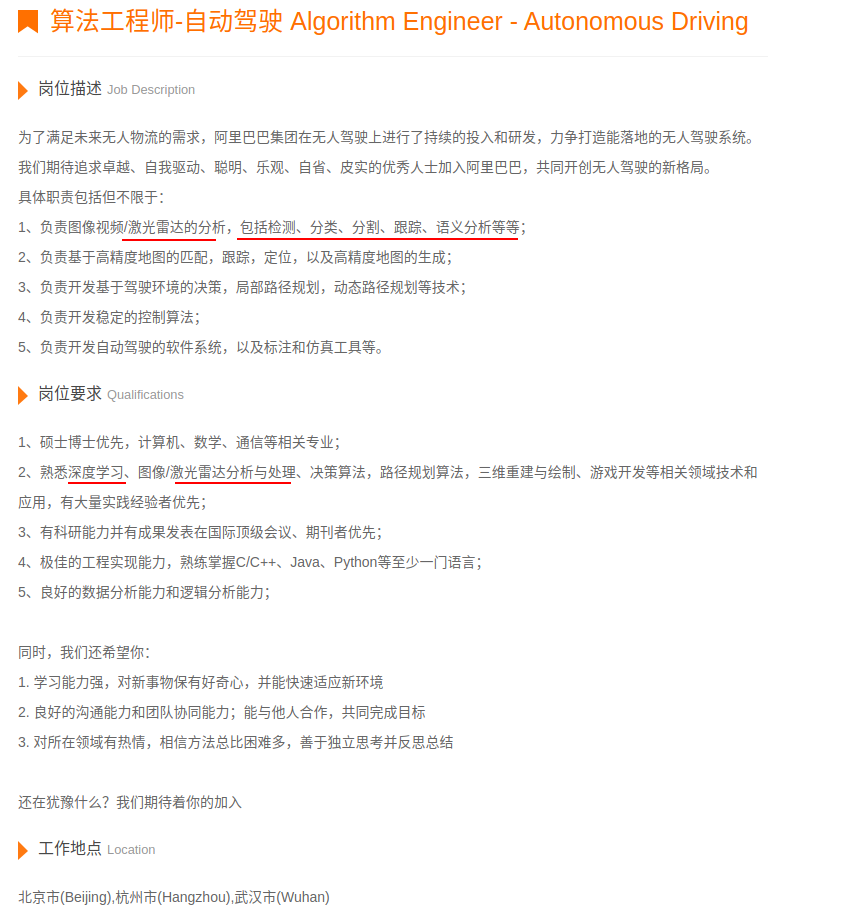 算法工程师-自动驾驶 Algorithm Engineer - Autonomous Driving
岗位描述 Job Description
为了满足未来无人物流的需求，阿里巴巴集团在无人驾驶上进行了持续的投入和研发，力争打造能落地的无人驾驶系统。
我们期待追求卓越、自我驱动、聪明、乐观、自省、皮实的优秀人士加入阿里巴巴，共同开创无人驾驶的新格局。
具体职责包括但不限于：
1、负责图像视频/激光雷达的分析，包括检测、分类、分割、跟踪、语义分析等等；
2、负责基于高精度地图的匹配，跟踪，定位，以及高精度地图的生成；
3、负责开发基于驾驶环境的决策，局部路径规划，动态路径规划等技术；
4、负责开发稳定的控制算法；
5、负责开发自动驾驶的软件系统，以及标注和仿真工具等。
岗位要求 Qualifications
1、硕士博士优先，计算机、数学、通信等相关专业；
2、熟悉深度学习、图像/激光雷达分析与处理、决策算法，路径规划算法，三维重建与绘制、游戏开发等相关领域技术和
应用，有大量实践经验者优先；
3、有科研能力并有成果发表在国际顶级会议、期刊者优先；
4、极佳的工程实现能力，熟练掌握C/C++、Java、Python等至少一门语言；
5、良好的数据分析能力和逻辑分析能力；
同时，我们还希望你：
1. 学习能力强，对新事物保有好奇心，并能快速适应新环境
2. 良好的沟通能力和团队协同能力；能与他人合作，共同完成目标
3. 对所在领域有热情，相信方法总比困难多，善于独立思考并反思总结
还在犹豫什么？我们期待着你的加入
工作地点 Location
北京市(Beijing),杭州市(Hangzhou),武汉市(Wuhan)